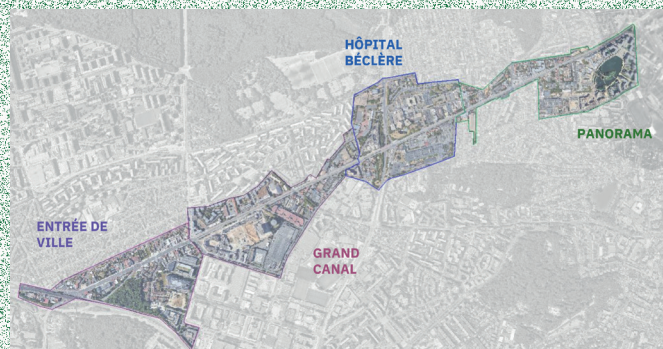 HÔPITAL
BÉCLÈRE
PANORAMA
ENTRÉE DE
VILLE
GRAND
CANAL